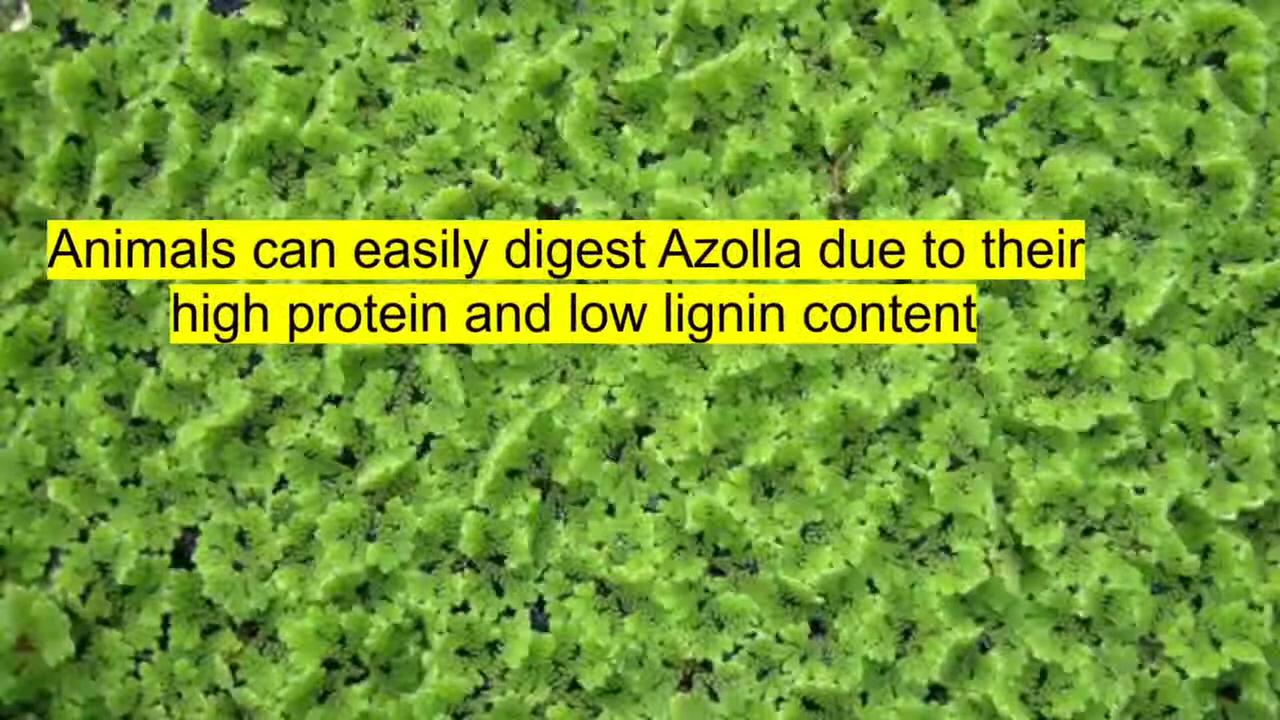 Animals can easily digest Azolla due to their
high protein and low lignin content